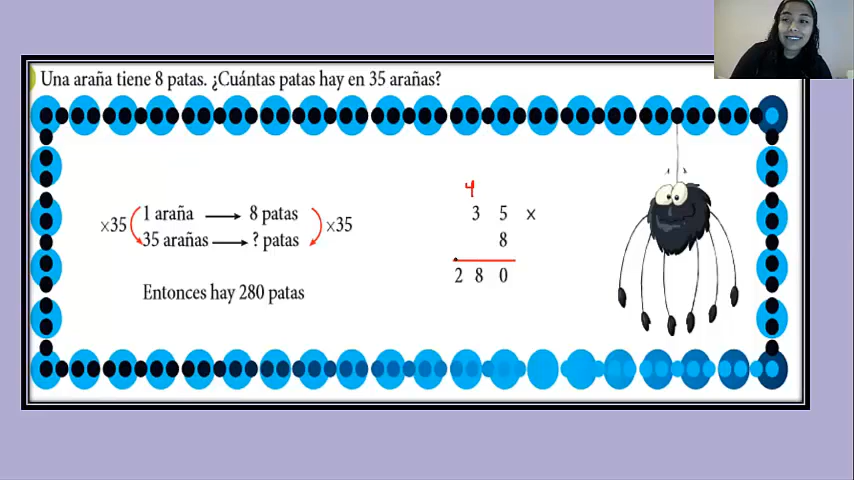 Una araña tiene 8 patas. ¿Cuántas patas hay en 35 arañas?
×35 1 araña → 8 patas ×35
35 arañas → ? patas
Entonces hay 280 patas
4
3 5 x
8
2 8 0